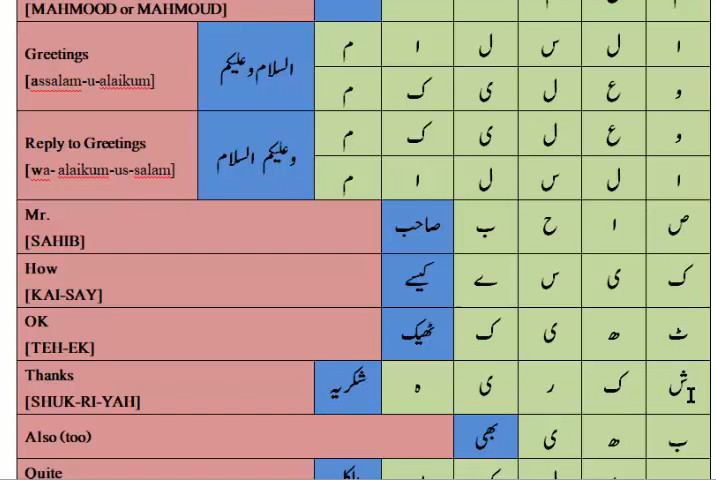 [MAHMOOD or MAHMOUD]
Greetings
[assalam-u-alaikum]
السلام وعلیکم
ا ل س ل ا م
و ع ل ی ک م
Reply to Greetings
[wa- alaikum-us-salam]
وعلیکم السلام
و ع ل ی ک م
ا ل س ل ا م
Mr.
[SAHIB]
صاحب
ص ا ح ب
How
[KAI-SAY]
کیسے
ک ی س ے
OK
[TEH-EK]
ٹھیک
ٹ ھ ی ک
Thanks
[SHUK-RI-YAH]
شکریہ
ش ک ر ی ہ
Also (too)
بھی
ب ھ ی
Quite